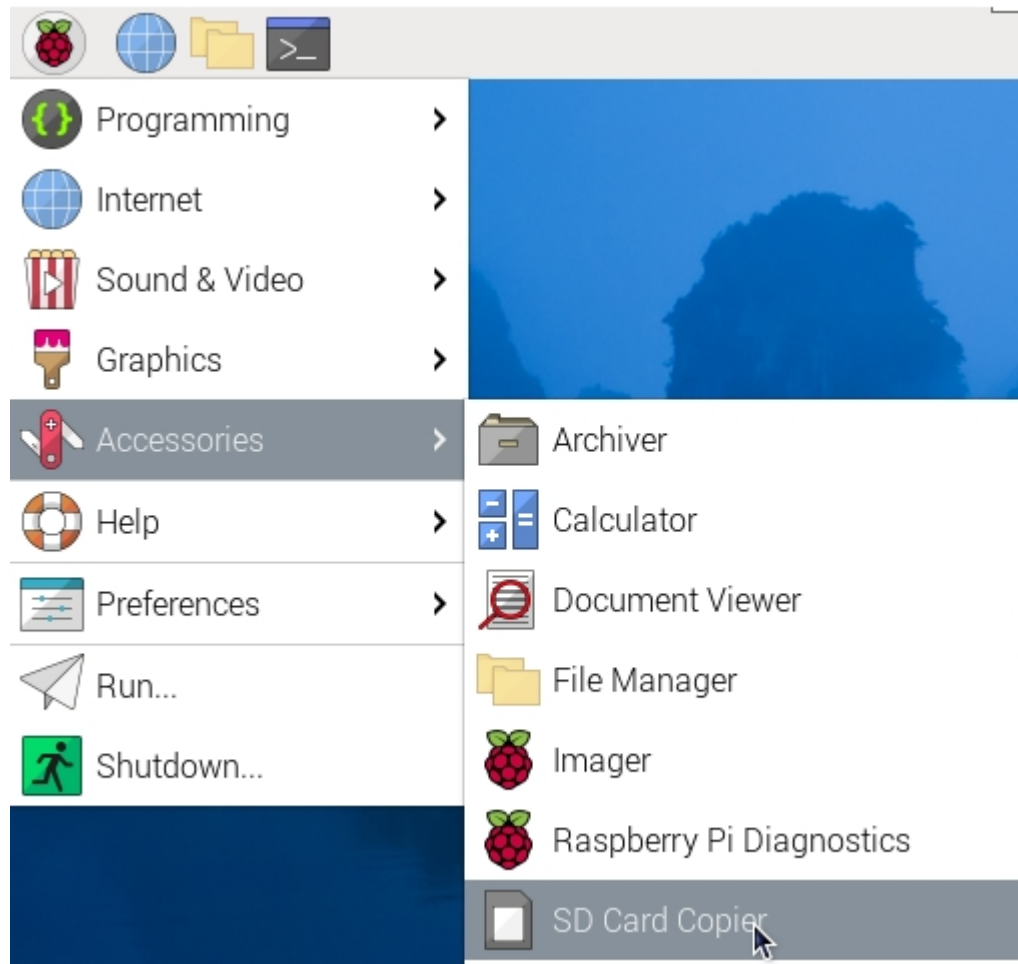 Programming
Internet
Sound & Video
Graphics
Accessories
Help
Preferences
Run...
Shutdown...
Archiver
Calculator
Document Viewer
File Manager
Imager
Raspberry Pi Diagnostics
SD Card Copier